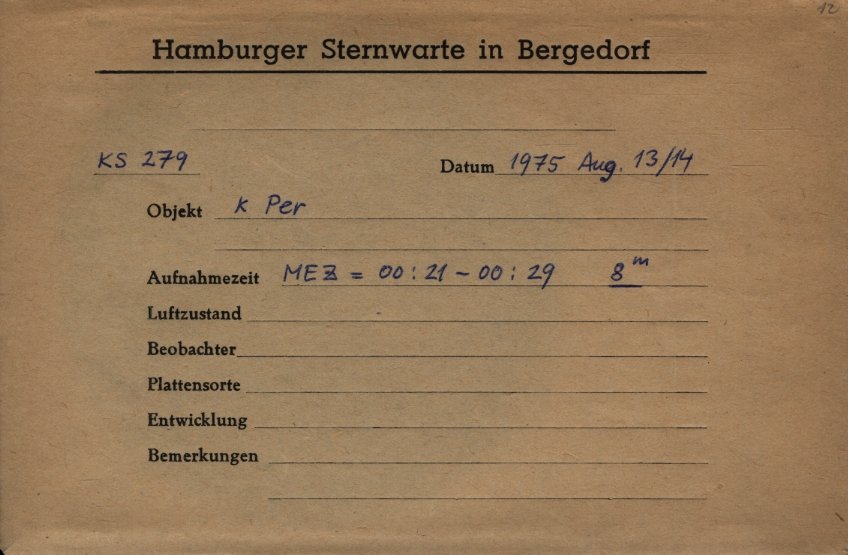 12
Hamburger Sternwarte in Bergedorf
KS 279 Datum 1975 Aug. 13/14
Objekt κ Per
Aufnahmezeit MEZ = 00:21 - 00:29 8ᵐ
Luftzustand
Beobachter
Plattensorte
Entwicklung
Bemerkungen